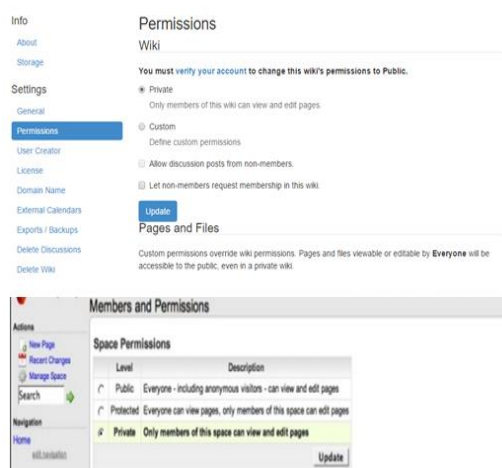 Info
About
Storage
Settings
General
Permissions
User Creator
License
Domain Name
External Calendars
Exports / Backups
Delete Discussions
Delete Wiki
Permissions
Wiki
You must verify your account to change this wiki's permissions to Public.
Private
Only members of this wiki can view and edit pages.
Custom
Define custom permissions
Allow discussion posts from non-members.
Let non-members request membership in this wiki.
Update
Pages and Files
Custom permissions override wiki permissions. Pages and files viewable or editable by Everyone will be
accessible to the public, even in a private wiki.
Members and Permissions
Actions
New Page
Recent Changes
Manage Space
Search
Navigation
Home
edit navigation
Space Permissions
Level Description
Public Everyone - including anonymous visitors - can view and edit pages
Protected Everyone can view pages, only members of this space can edit pages
Private Only members of this space can view and edit pages
Update